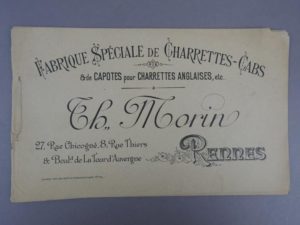 FABRIQUE SPÉCIALE DE CHARRETTES-CABS
& de CAPOTES pour CHARRETTES ANGLAISES, etc.
Th. Morin
27, Rue Chicogné, 8, Rue Thiers
& Bould de La Tour d'Auvergne
RENNES